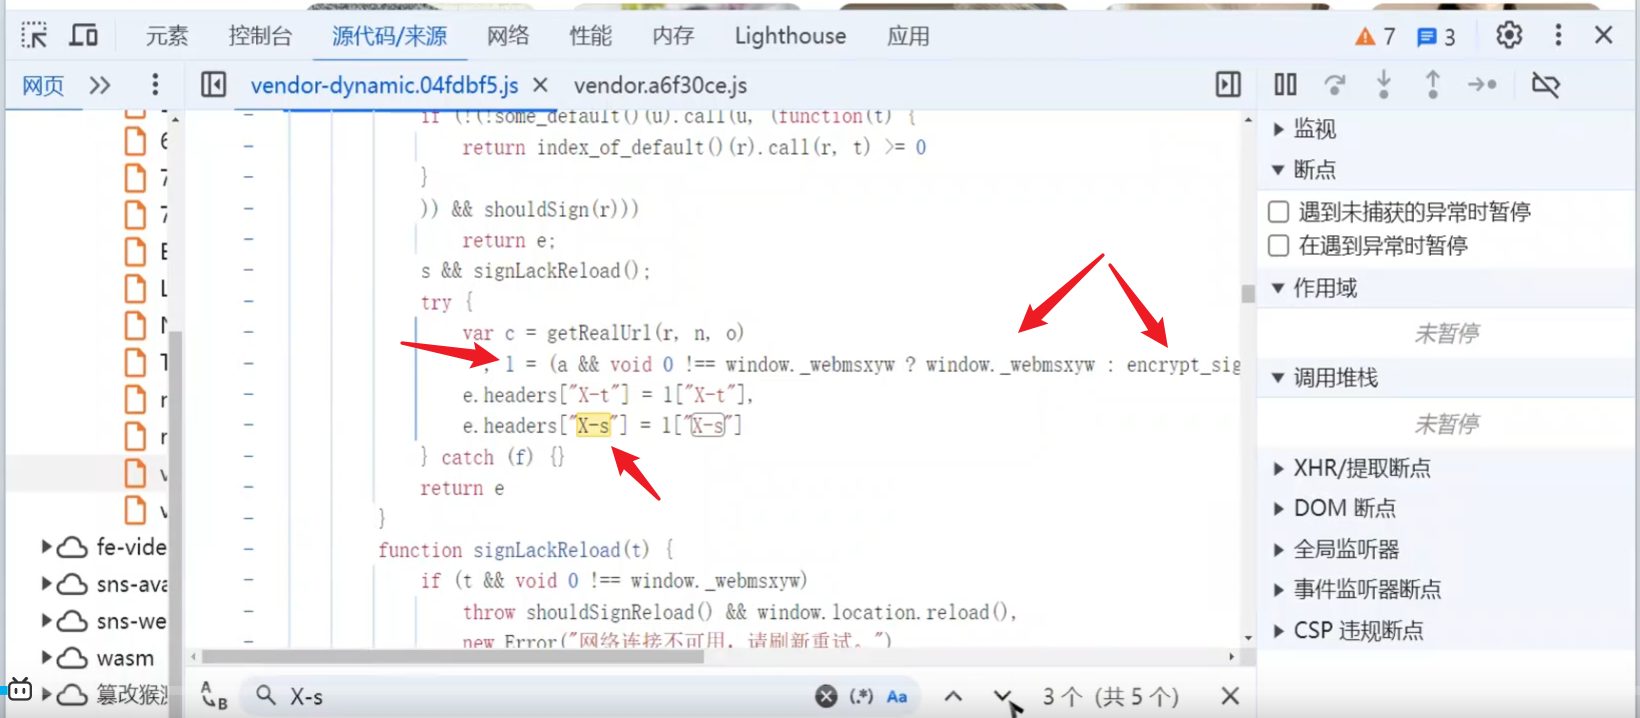 元素 控制台 源代码/来源 网络 性能 内存 Lighthouse 应用 7 3
网页 vendor-dynamic.04fdbf5.js vendor.a6f30ce.js
if (!(!some_default()(u).call(u, (function(t) {
return index_of_default()(r).call(r, t) >= 0
}
)) && shouldSign(r)))
return e;
s && signLackReload();
try {
var c = getRealUrl(r, n, o)
, l = (a && void 0 !== window._webmsxyw ? window._webmsxyw : encrypt_sig
e.headers["X-t"] = l["X-t"],
e.headers["X-s"] = l["X-s"]
} catch (f) {}
return e
}
function signLackReload(t) {
if (t && void 0 !== window._webmsxyw)
throw shouldSignReload() && window.location.reload(),
new Error("网络连接不可用，请刷新重试。")
fe-vide
sns-ava
sns-we
wasm
篡改猴
监视
断点
遇到未捕获的异常时暂停
在遇到异常时暂停
作用域
未暂停
调用堆栈
未暂停
XHR/提取断点
DOM 断点
全局监听器
事件监听器断点
CSP 违规断点
X-s (.*) Aa 3 个 (共 5 个)